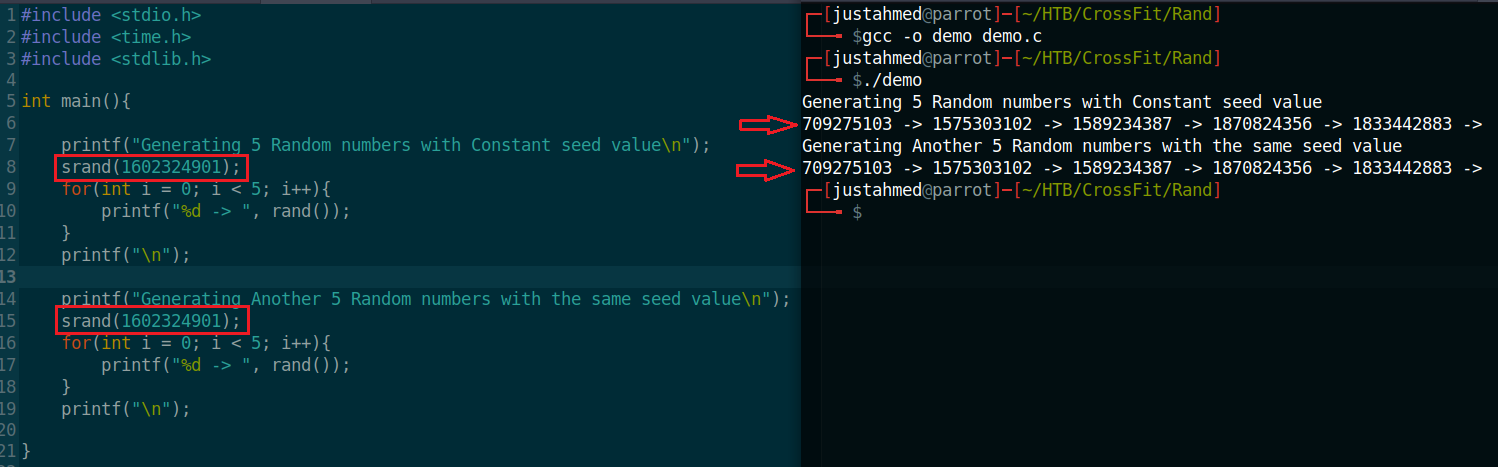 1 #include <stdio.h>
2 #include <time.h>
3 #include <stdlib.h>
4
5 int main(){
6
7     printf("Generating 5 Random numbers with Constant seed value\n");
8     srand(1602324901);
9     for(int i = 0; i < 5; i++){
10         printf("%d -> ", rand());
11     }
12     printf("\n");
13
14     printf("Generating Another 5 Random numbers with the same seed value\n");
15     srand(1602324901);
16     for(int i = 0; i < 5; i++){
17         printf("%d -> ", rand());
18     }
19     printf("\n");
20
21 }
[justahmed@parrot]-[~/HTB/CrossFit/Rand]
$gcc -o demo demo.c
[justahmed@parrot]-[~/HTB/CrossFit/Rand]
$./demo
Generating 5 Random numbers with Constant seed value
709275103 -> 1575303102 -> 1589234387 -> 1870824356 -> 1833442883 ->
Generating Another 5 Random numbers with the same seed value
709275103 -> 1575303102 -> 1589234387 -> 1870824356 -> 1833442883 ->
[justahmed@parrot]-[~/HTB/CrossFit/Rand]
$